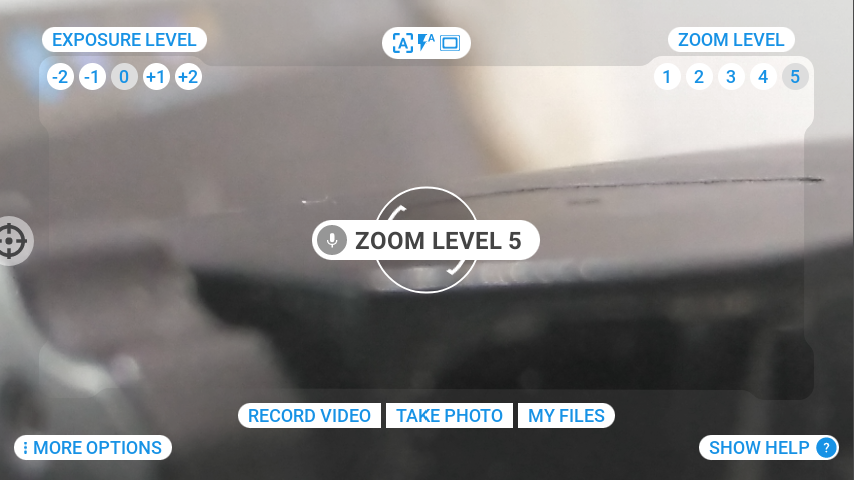 EXPOSURE LEVEL
ZOOM LEVEL
-2 -1 0 +1 +2
1 2 3 4 5
ZOOM LEVEL 5
RECORD VIDEO TAKE PHOTO MY FILES
MORE OPTIONS
SHOW HELP ?